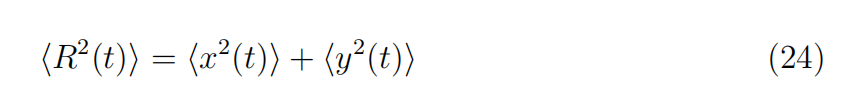 ⟨R²(t)⟩ = ⟨x²(t)⟩ + ⟨y²(t)⟩ (24)